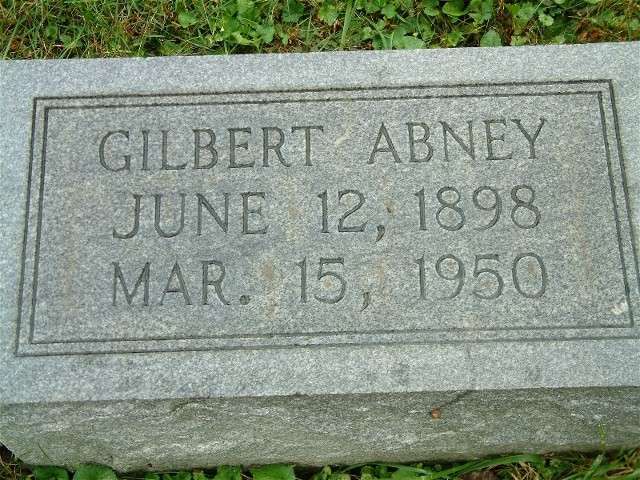 GILBERT ABNEY
JUNE 12, 1898
MAR. 15, 1950